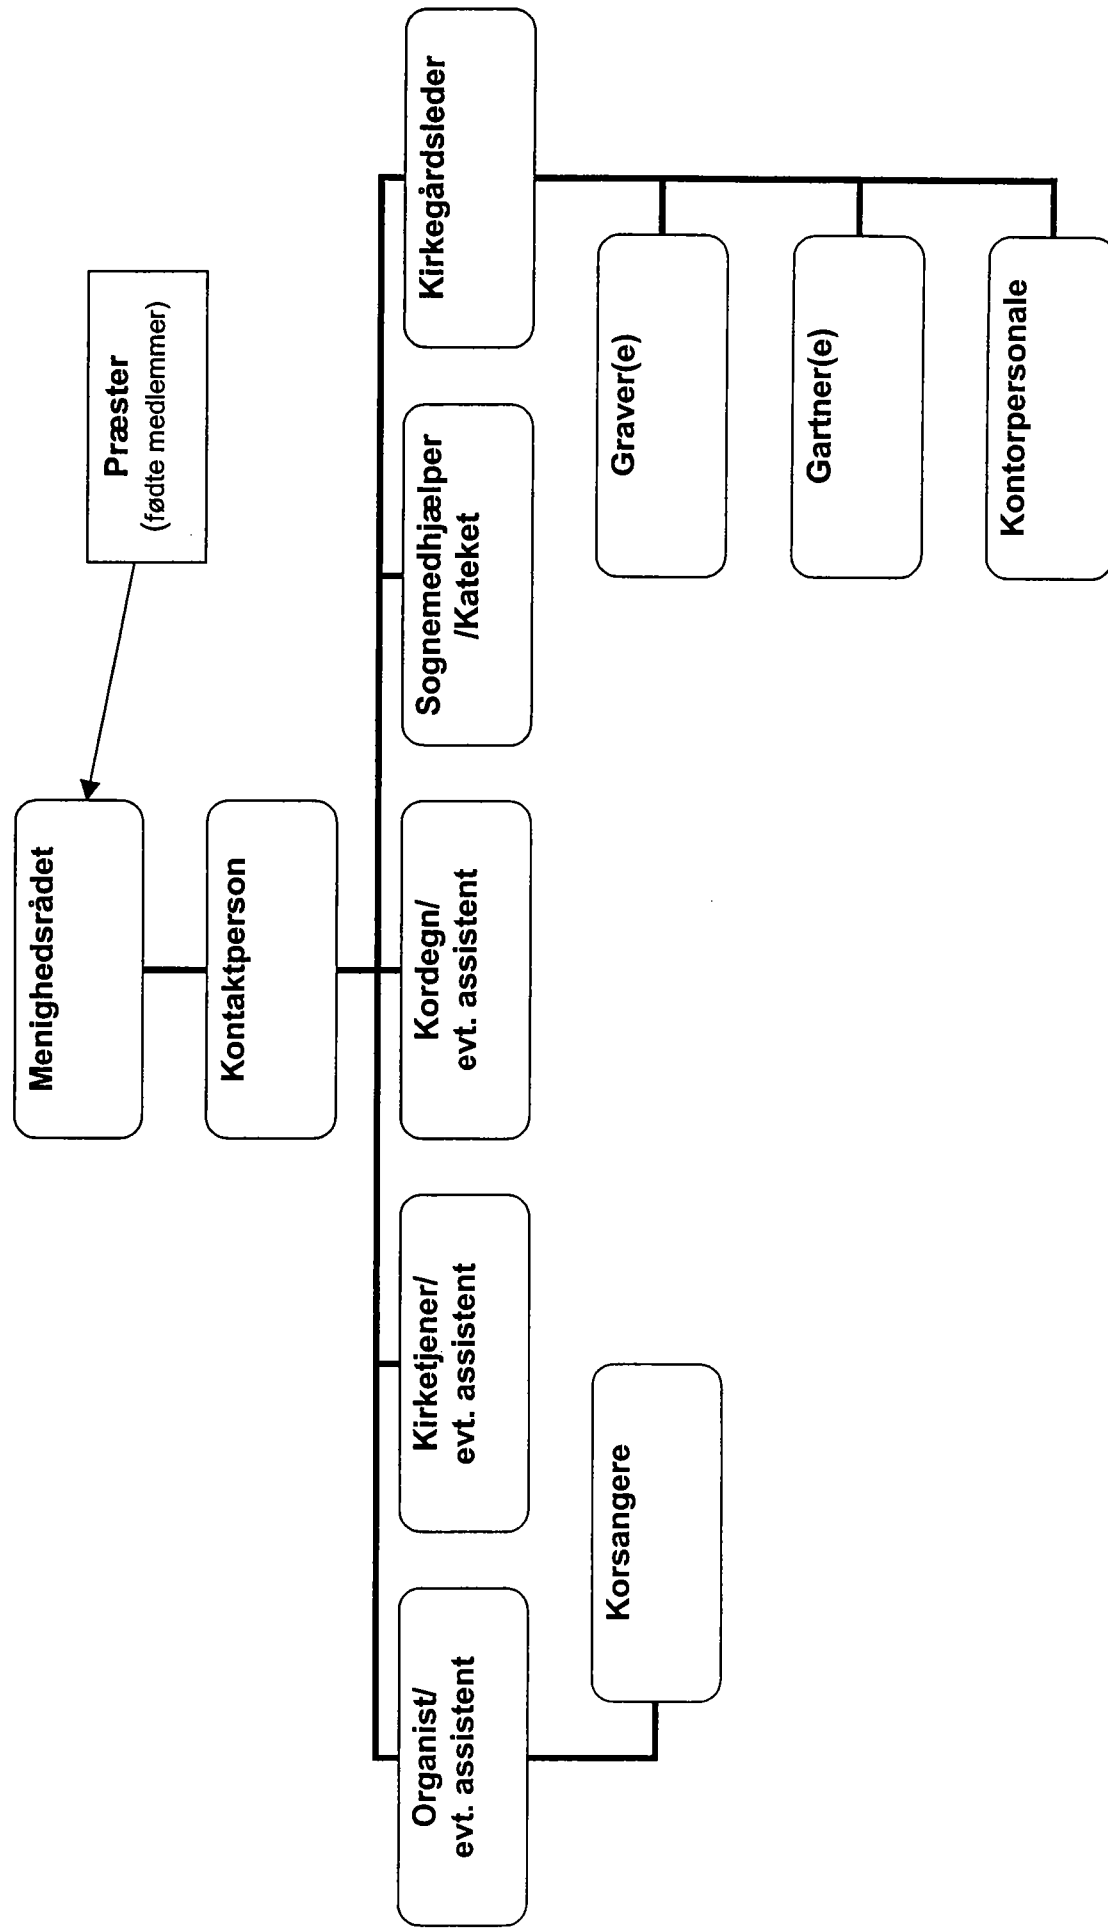 Præster
(fødte medlemmer)
Menighedsrådet
Kontaktperson
Organist/
evt. assistent
Kirketjener/
evt. assistent
Kordegn/
evt. assistent
Sognemedhjælper
/Kateket
Kirkegårdsleder
Korsangere
Graver(e)
Gartner(e)
Kontorpersonale